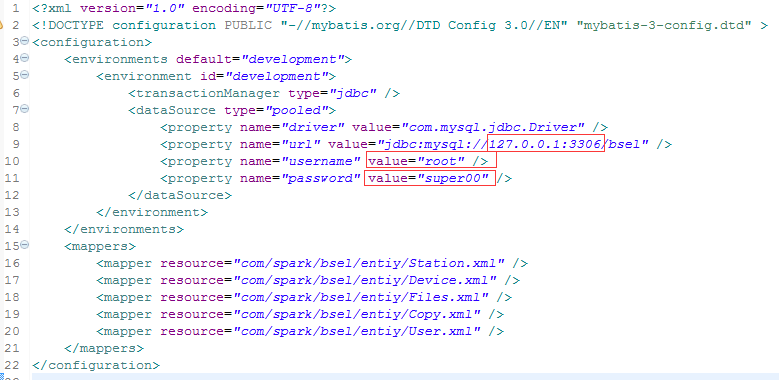 1 <?xml version="1.0" encoding="UTF-8"?>
2 <!DOCTYPE configuration PUBLIC "-//mybatis.org//DTD Config 3.0//EN" "mybatis-3-config.dtd" >
3 <configuration>
4 <environments default="development">
5 <environment id="development">
6 <transactionManager type="jdbc" />
7 <dataSource type="pooled">
8 <property name="driver" value="com.mysql.jdbc.Driver" />
9 <property name="url" value="jdbc:mysql://127.0.0.1:3306/bsel" />
10 <property name="username" value="root" />
11 <property name="password" value="super00" />
12 </dataSource>
13 </environment>
14 </environments>
15 <mappers>
16 <mapper resource="com/spark/bsel/entiy/Station.xml" />
17 <mapper resource="com/spark/bsel/entiy/Device.xml" />
18 <mapper resource="com/spark/bsel/entiy/Files.xml" />
19 <mapper resource="com/spark/bsel/entiy/Copy.xml" />
20 <mapper resource="com/spark/bsel/entiy/User.xml" />
21 </mappers>
22 </configuration>